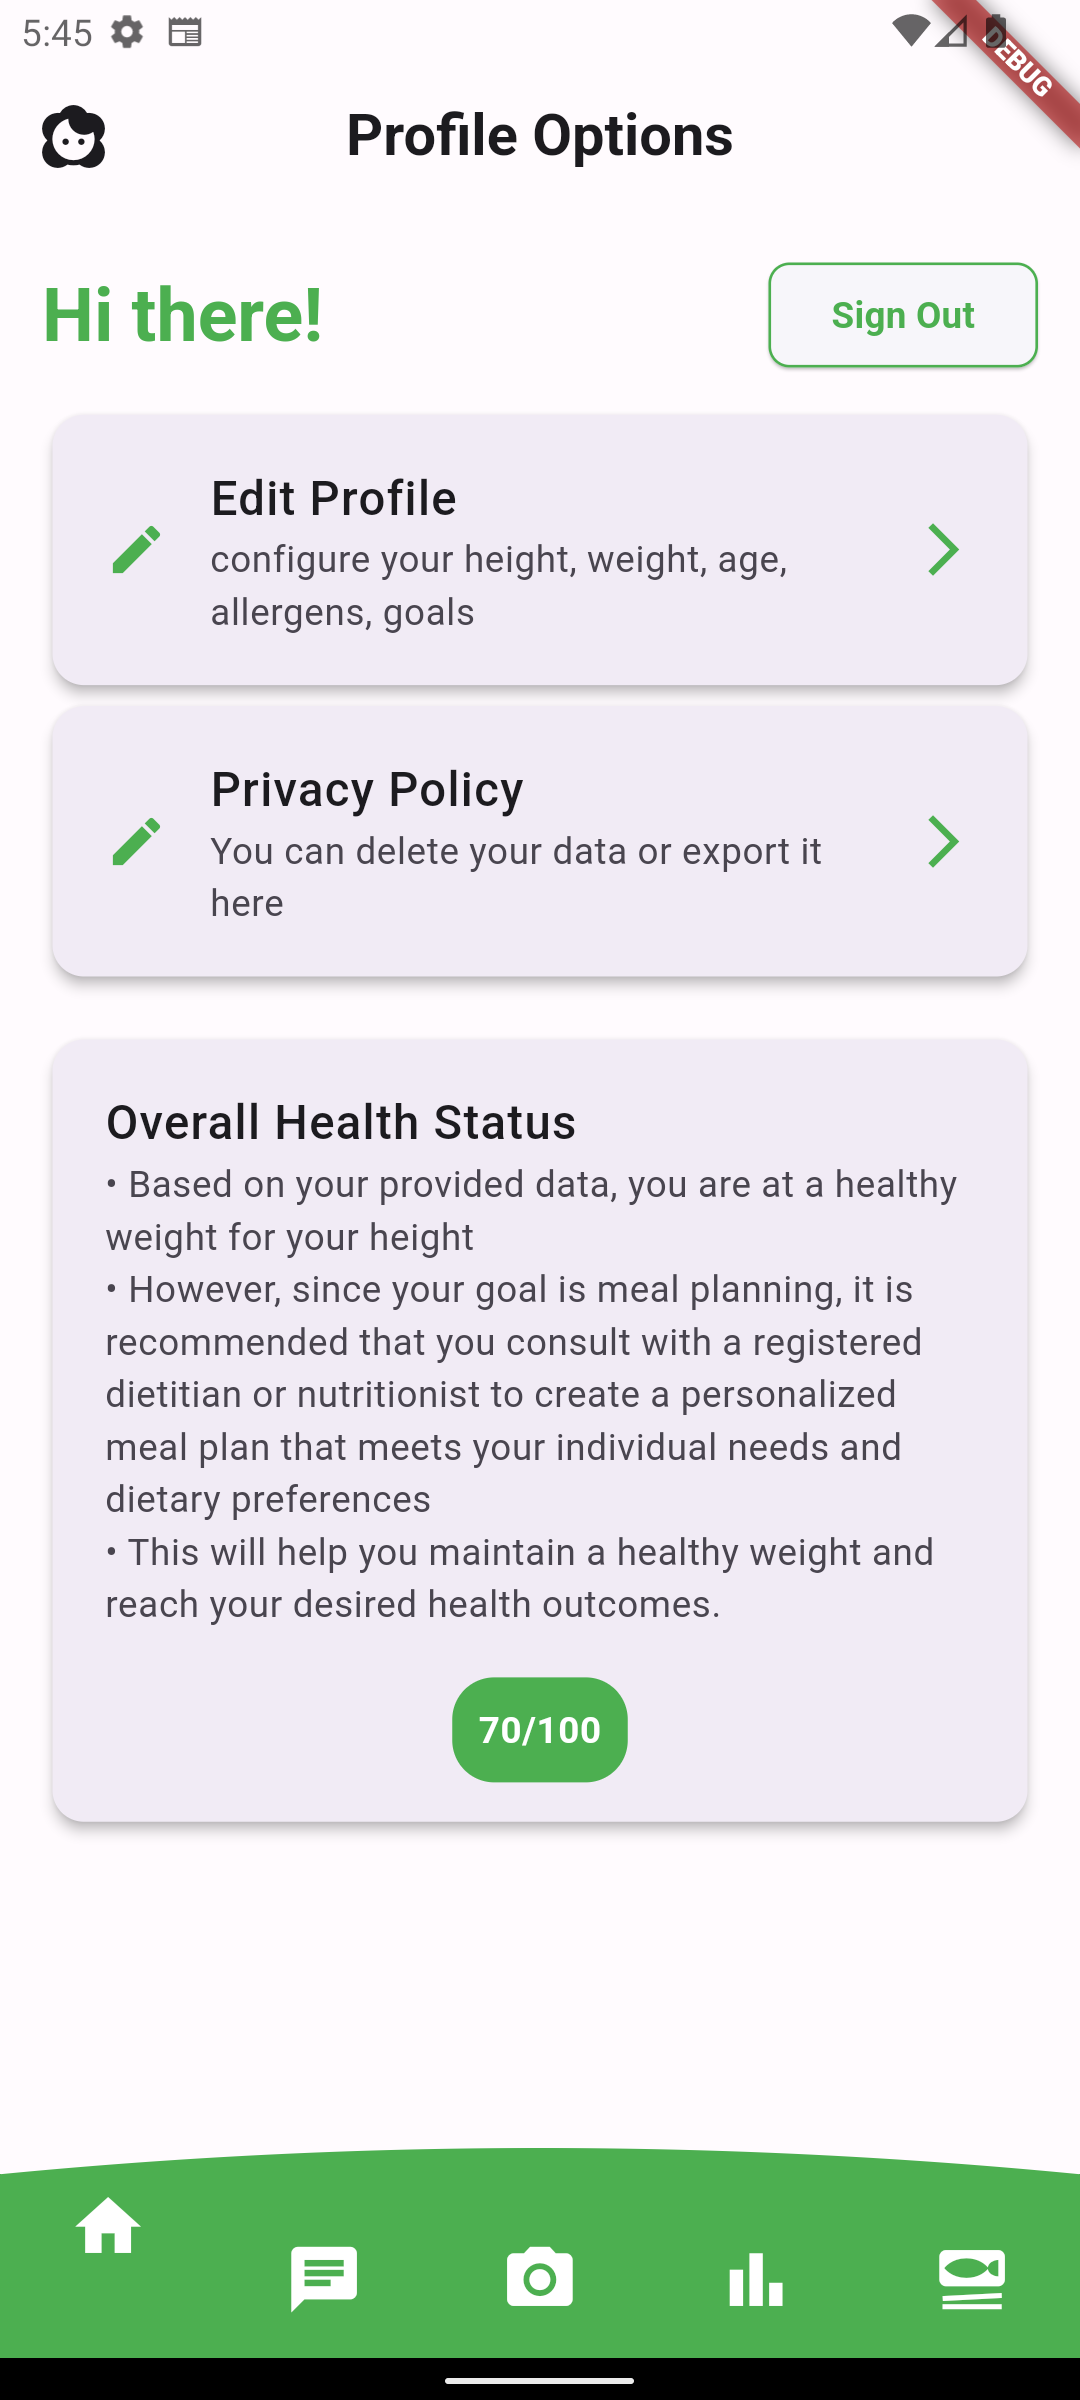 5:45
DEBUG
Profile Options
Hi there!
Sign Out
Edit Profile
configure your height, weight, age,
allergens, goals
Privacy Policy
You can delete your data or export it
here
Overall Health Status
• Based on your provided data, you are at a healthy
weight for your height
• However, since your goal is meal planning, it is
recommended that you consult with a registered
dietitian or nutritionist to create a personalized
meal plan that meets your individual needs and
dietary preferences
• This will help you maintain a healthy weight and
reach your desired health outcomes.
70/100